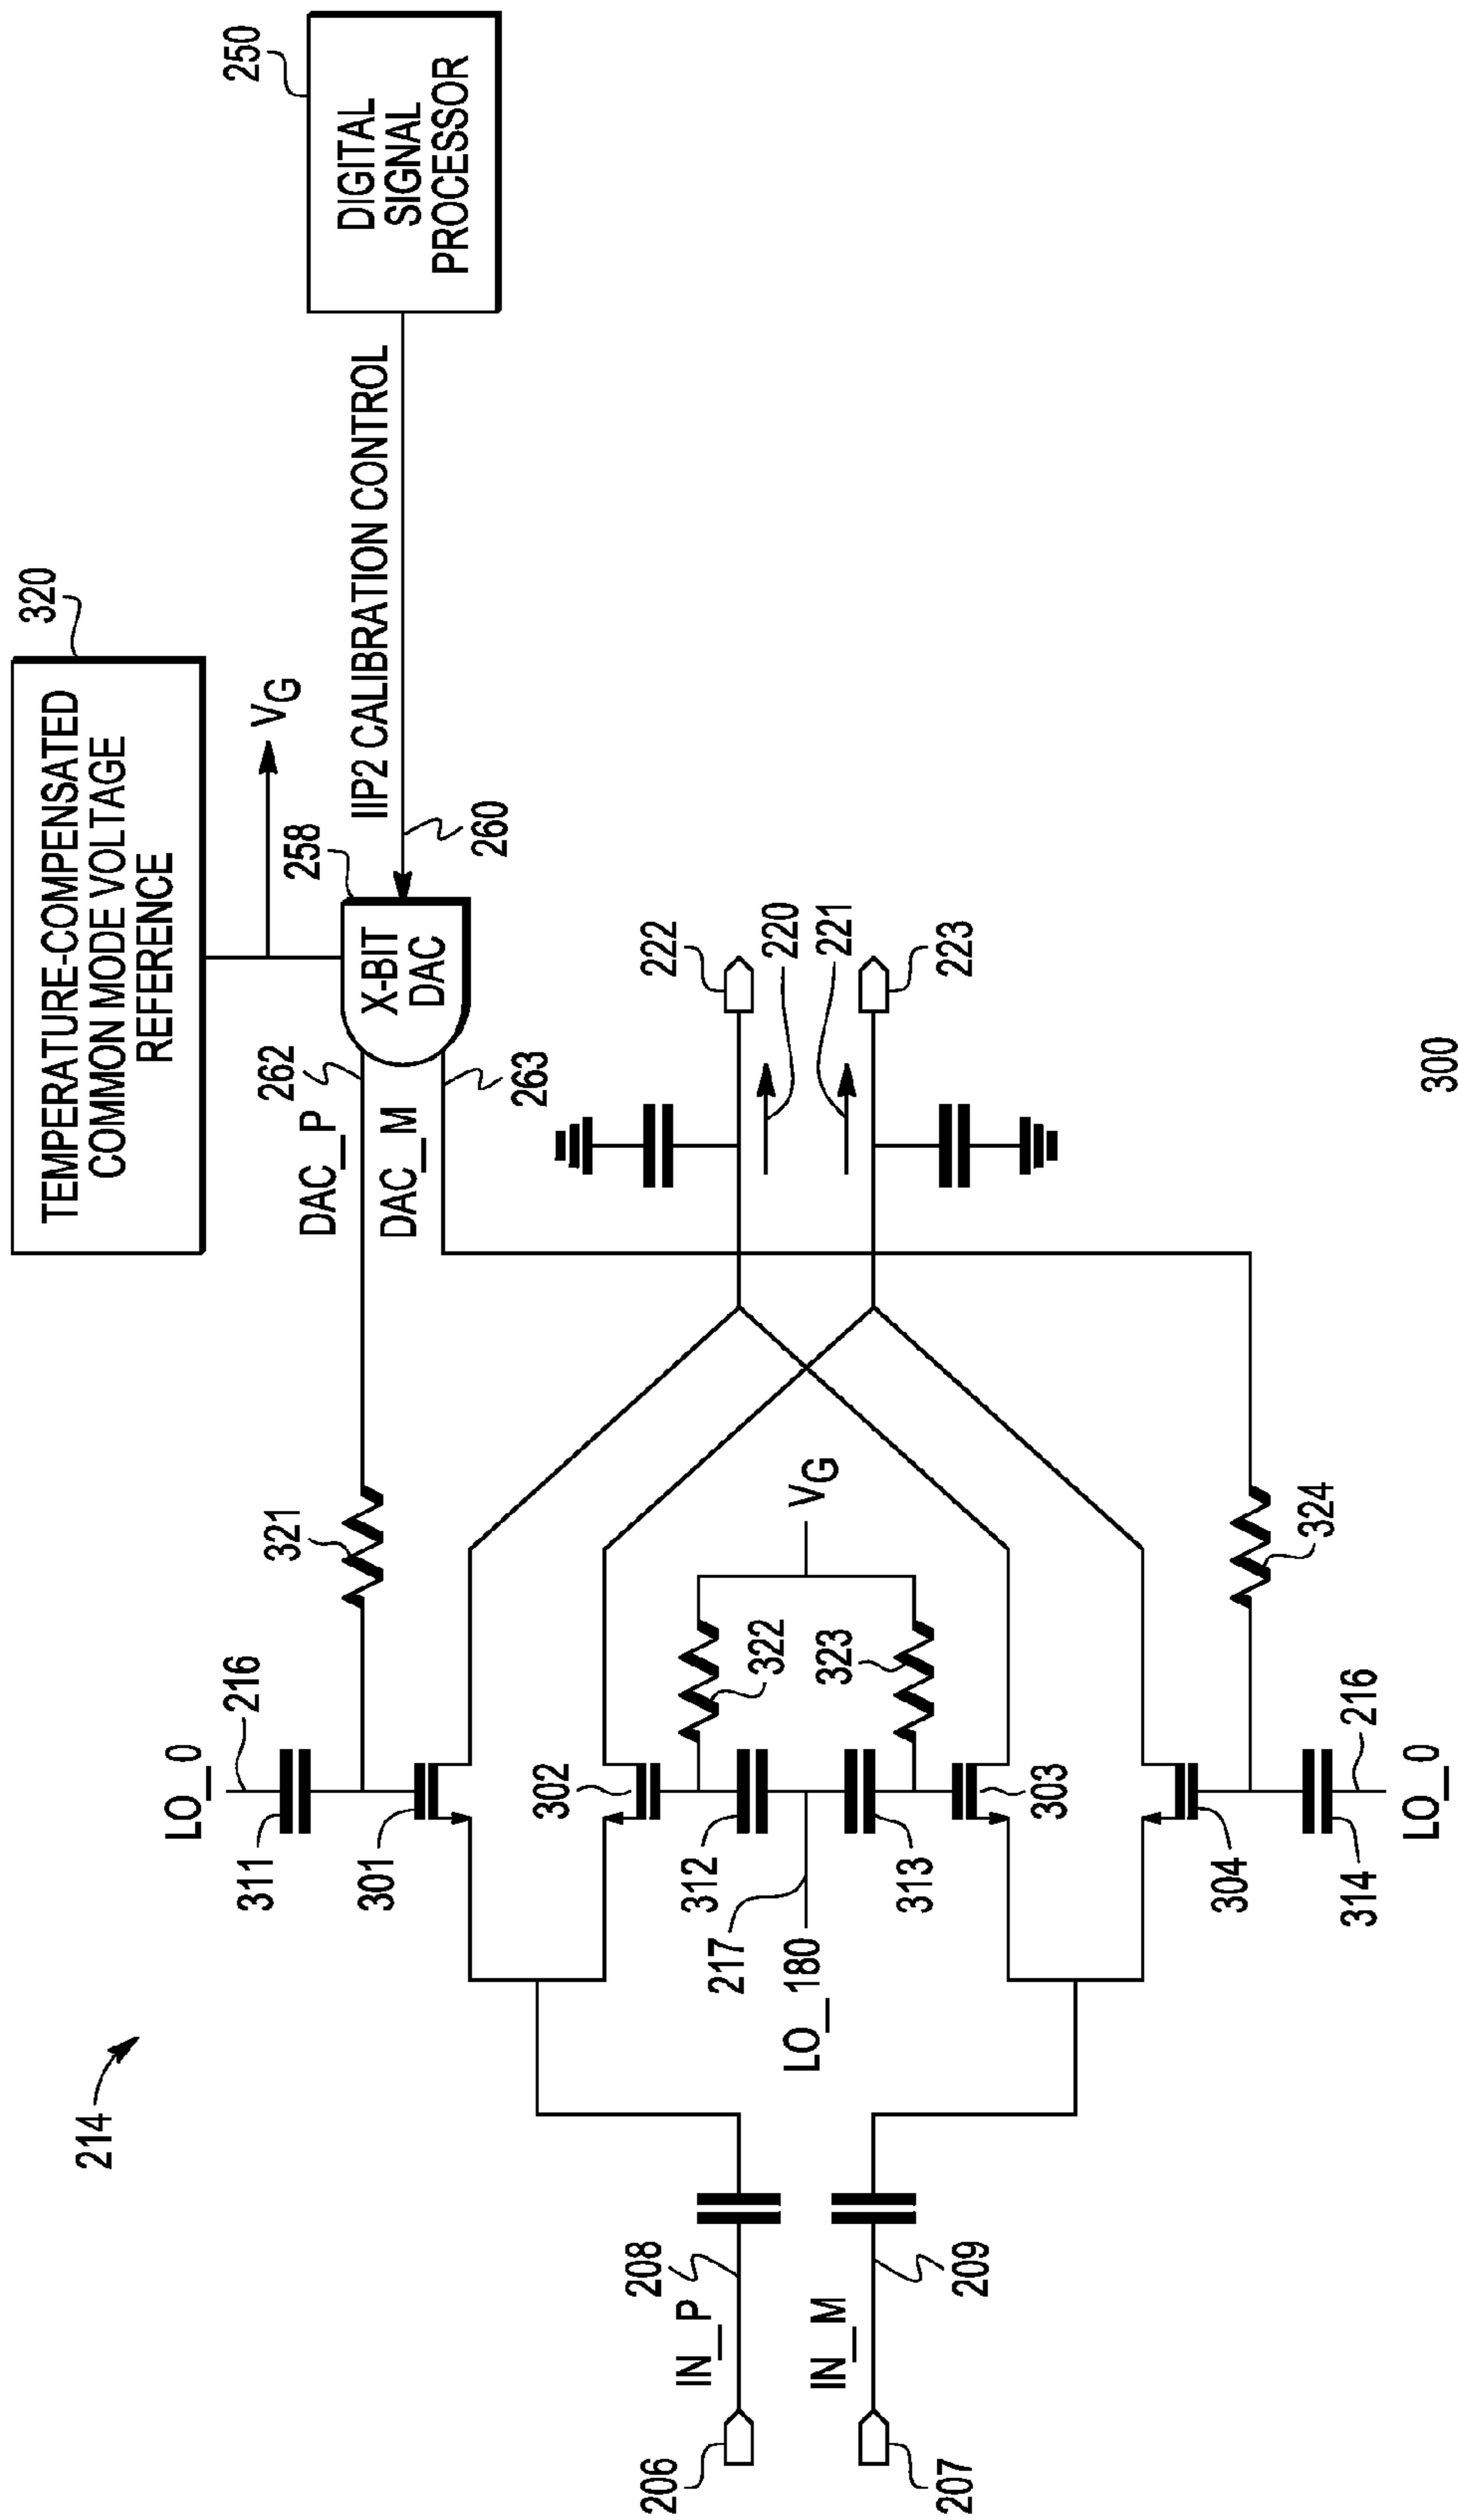 214
TEMPERATURE-COMPENSATED
COMMON MODE VOLTAGE
REFERENCE
320
VG
DIGITAL
SIGNAL
PROCESSOR
250
IIP2 CALIBRATION CONTROL
260
X-BIT
DAC
258
262
DAC_P
DAC_M
263
LO_0
216
311
301
321
302
322
312
217
LO_180
VG
323
313
303
304
324
314
216
LO_0
206
IN_P
208
IN_M
207
209
222
220
221
223
300